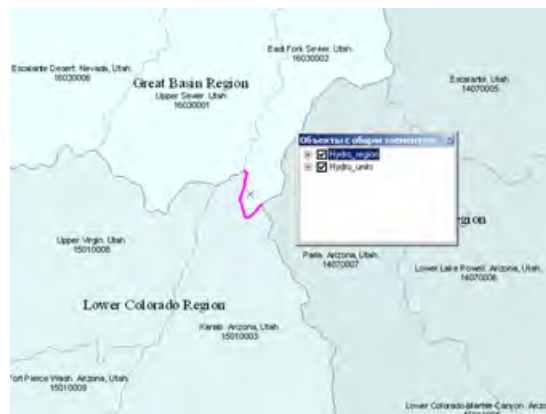 East Fork Sevier. Utah.
16030002
Escalante Desert. Nevada, Utah.
16030006
Great Basin Region
Upper Sevier. Utah.
16030001
Escalante. Utah.
14070005
Объекты с общим
Hydro_region
Hydro_units
gion
Upper Virgin. Utah.
15010008
Paria. Arizona, Utah.
14070007
Lower Lake Powell. Arizona, Utah.
14070006
Lower Colorado Region
Kanab. Arizona, Utah.
15010003
Fort Pierce Wash. Arizona, Utah.
15010009
Lower Colorado-Marble Canyon. Arizo